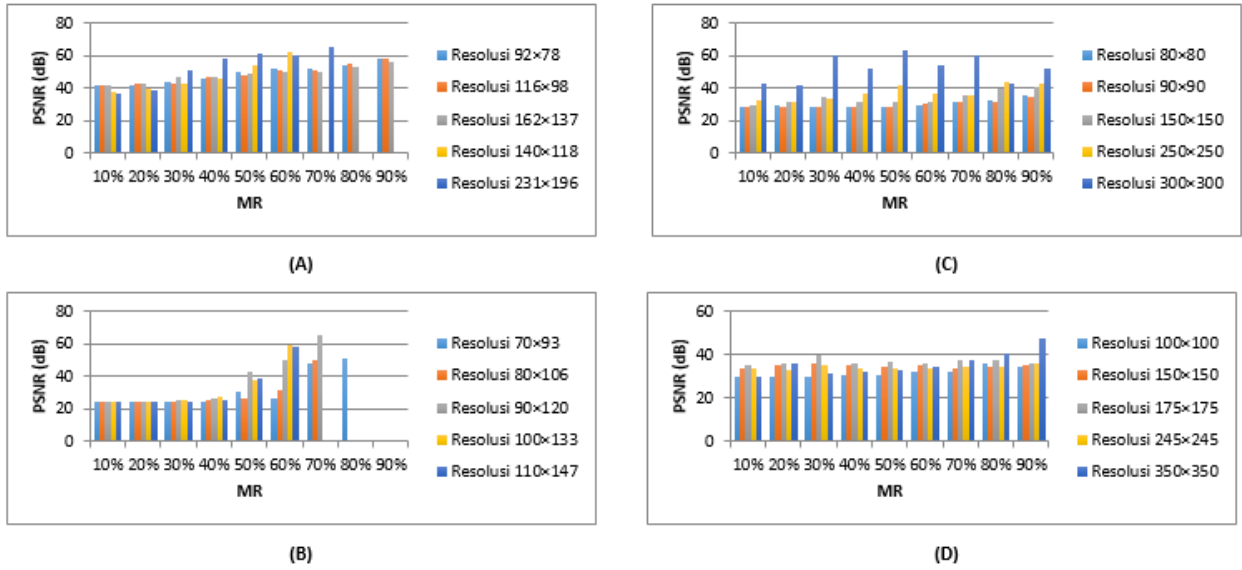 80
60
40
20
0
PSNR (dB)
10% 20% 30% 40% 50% 60% 70% 80% 90%
MR
Resolusi 92×78
Resolusi 116×98
Resolusi 162×137
Resolusi 140×118
Resolusi 231×196
(A)
80
60
40
20
0
PSNR (dB)
10% 20% 30% 40% 50% 60% 70% 80% 90%
MR
Resolusi 80×80
Resolusi 90×90
Resolusi 150×150
Resolusi 250×250
Resolusi 300×300
(C)
80
60
40
20
0
PSNR (dB)
10% 20% 30% 40% 50% 60% 70% 80% 90%
MR
Resolusi 70×93
Resolusi 80×106
Resolusi 90×120
Resolusi 100×133
Resolusi 110×147
(B)
60
40
20
0
PSNR (dB)
10% 20% 30% 40% 50% 60% 70% 80% 90%
MR
Resolusi 100×100
Resolusi 150×150
Resolusi 175×175
Resolusi 245×245
Resolusi 350×350
(D)